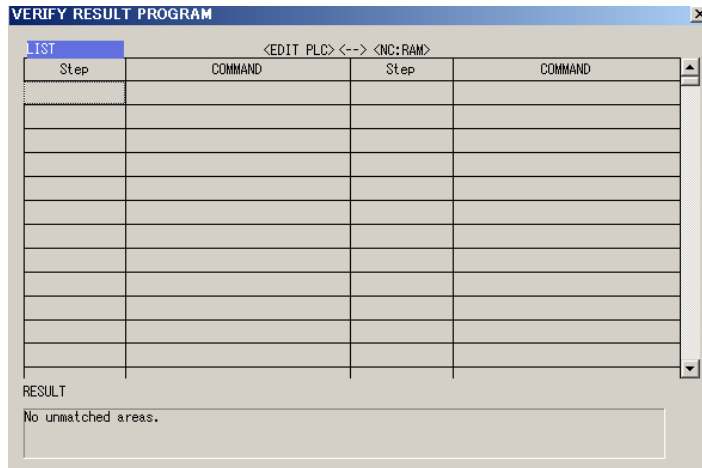 VERIFY RESULT PROGRAM
LIST <EDIT PLC> <--> <NC:RAM>
Step COMMAND Step COMMAND
RESULT
No unmatched areas.